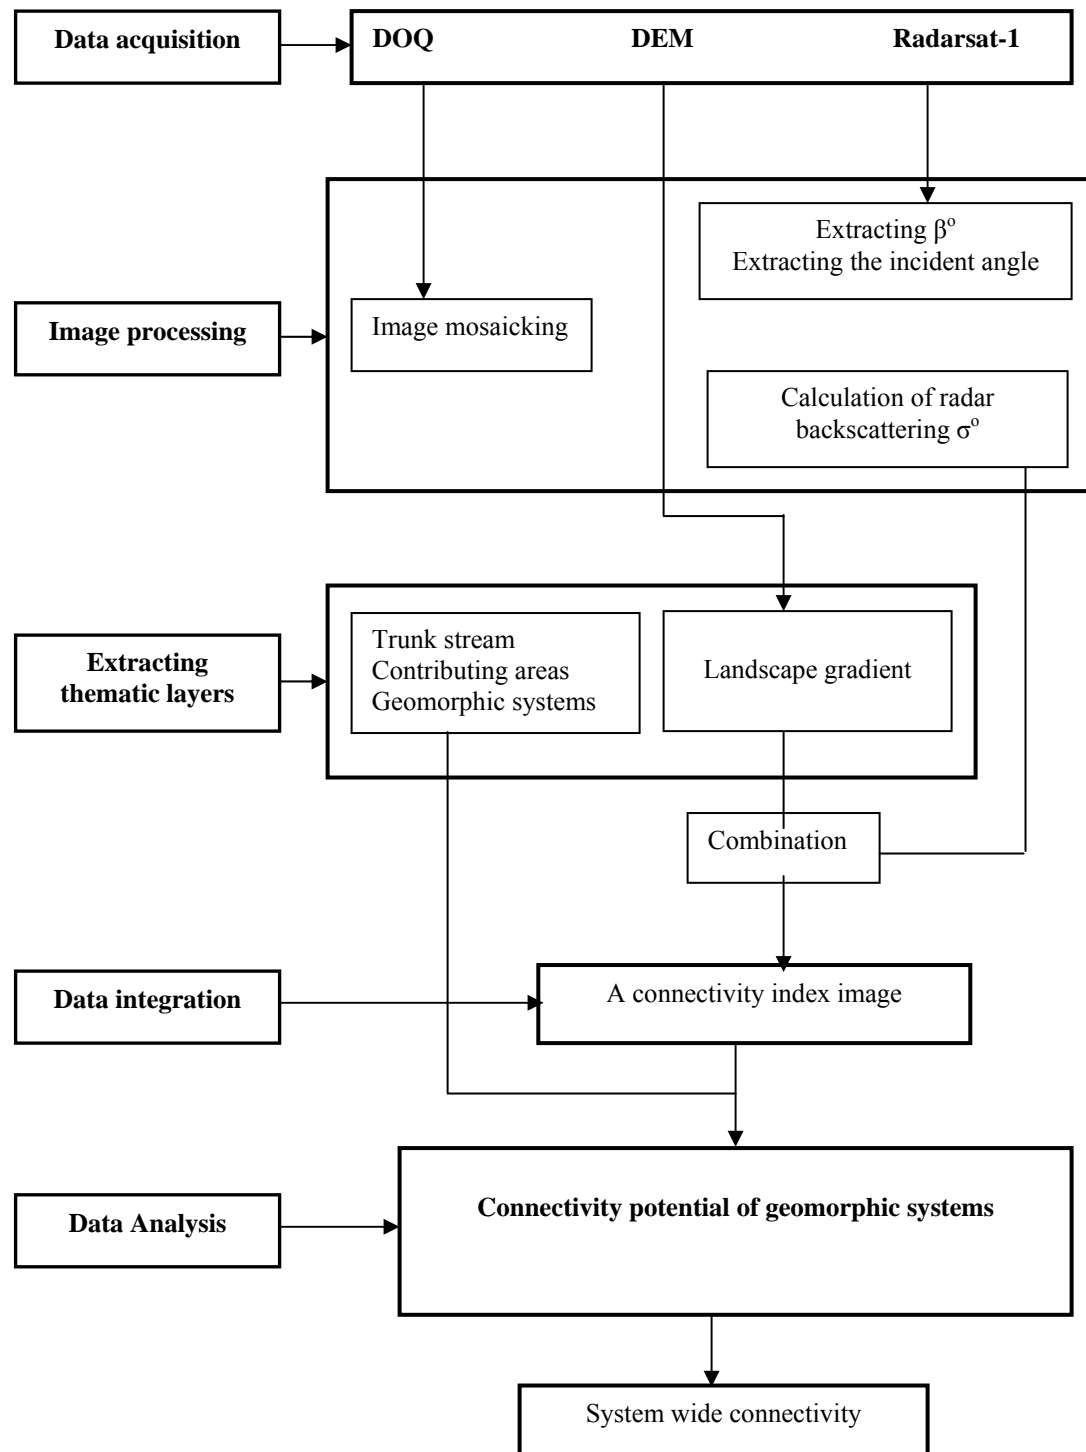 Data acquisition
DOQ DEM Radarsat-1
Extracting βº
Extracting the incident angle
Image processing
Image mosaicking
Calculation of radar
backscattering σº
Extracting
thematic layers
Trunk stream
Contributing areas
Geomorphic systems
Landscape gradient
Combination
Data integration
A connectivity index image
Data Analysis
Connectivity potential of geomorphic systems
System wide connectivity